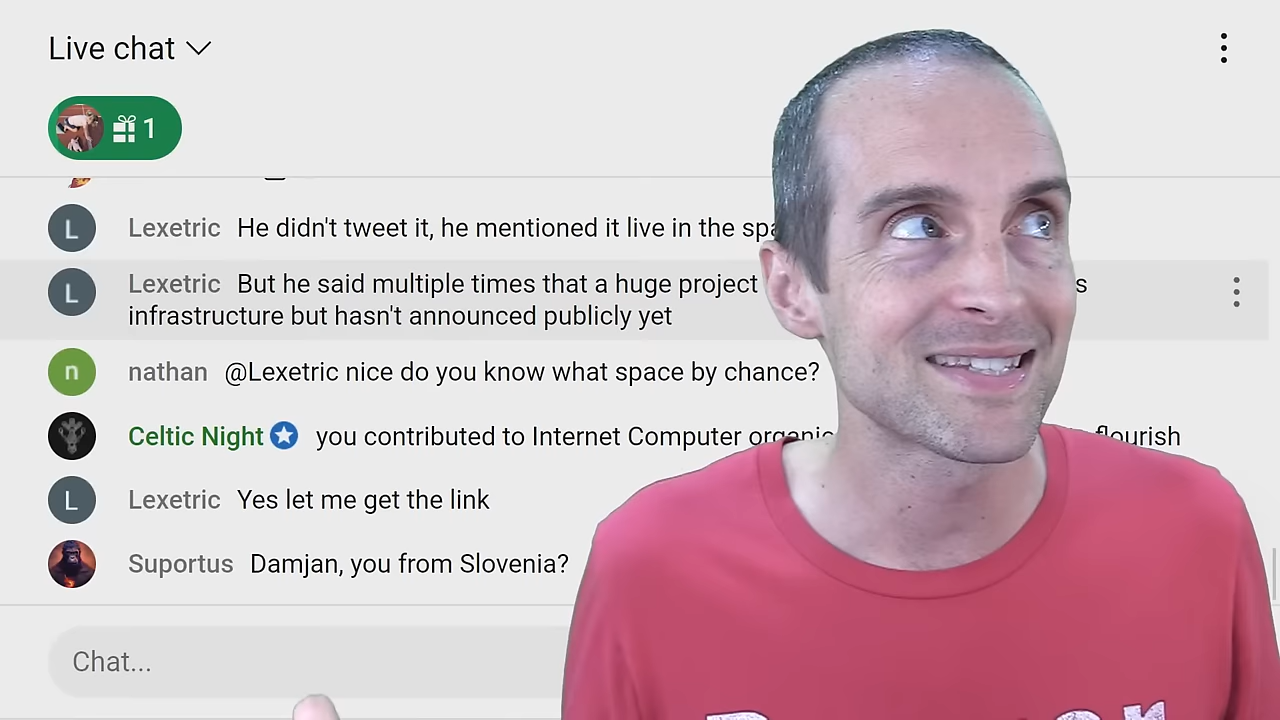 Live chat
1
L Lexetric He didn't tweet it, he mentioned it live in the
L Lexetric But he said multiple times that a huge project s
infrastructure but hasn't announced publicly yet
n nathan @Lexetric nice do you know what space by chance?
Celtic Night you contributed to Internet Computer flourish
L Lexetric Yes let me get the link
Suportus Damjan, you from Slovenia?
Chat...